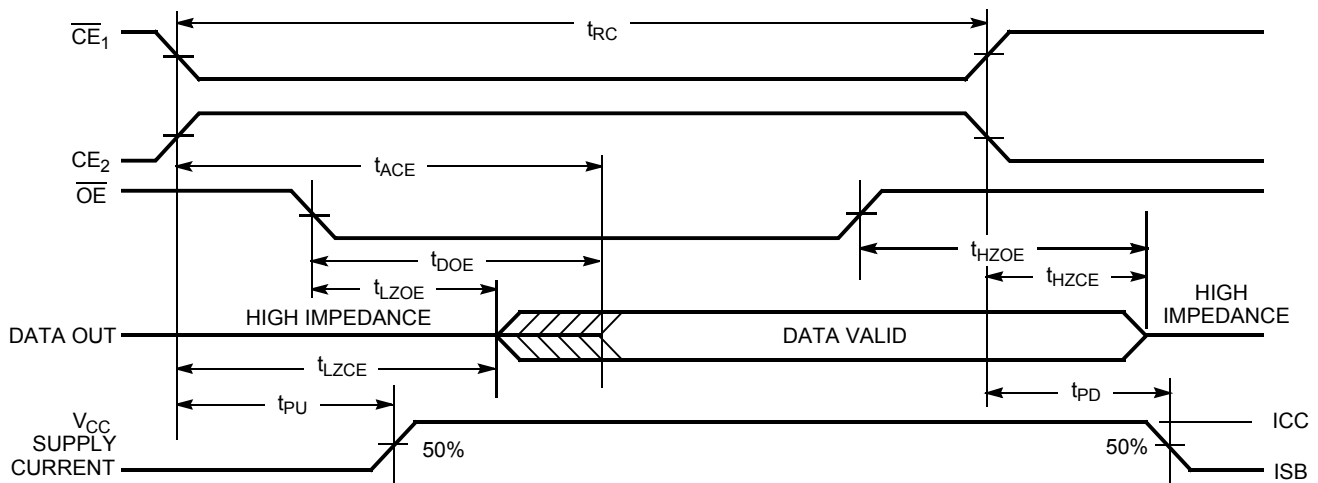 CE1
tRC
CE2
tACE
OE
tDOE
tHZOE
tLZOE
tHZCE
HIGH IMPEDANCE
HIGH
IMPEDANCE
DATA OUT
DATA VALID
tLZCE
tPU
tPD
VCC
SUPPLY
CURRENT
50%
50%
ICC
ISB